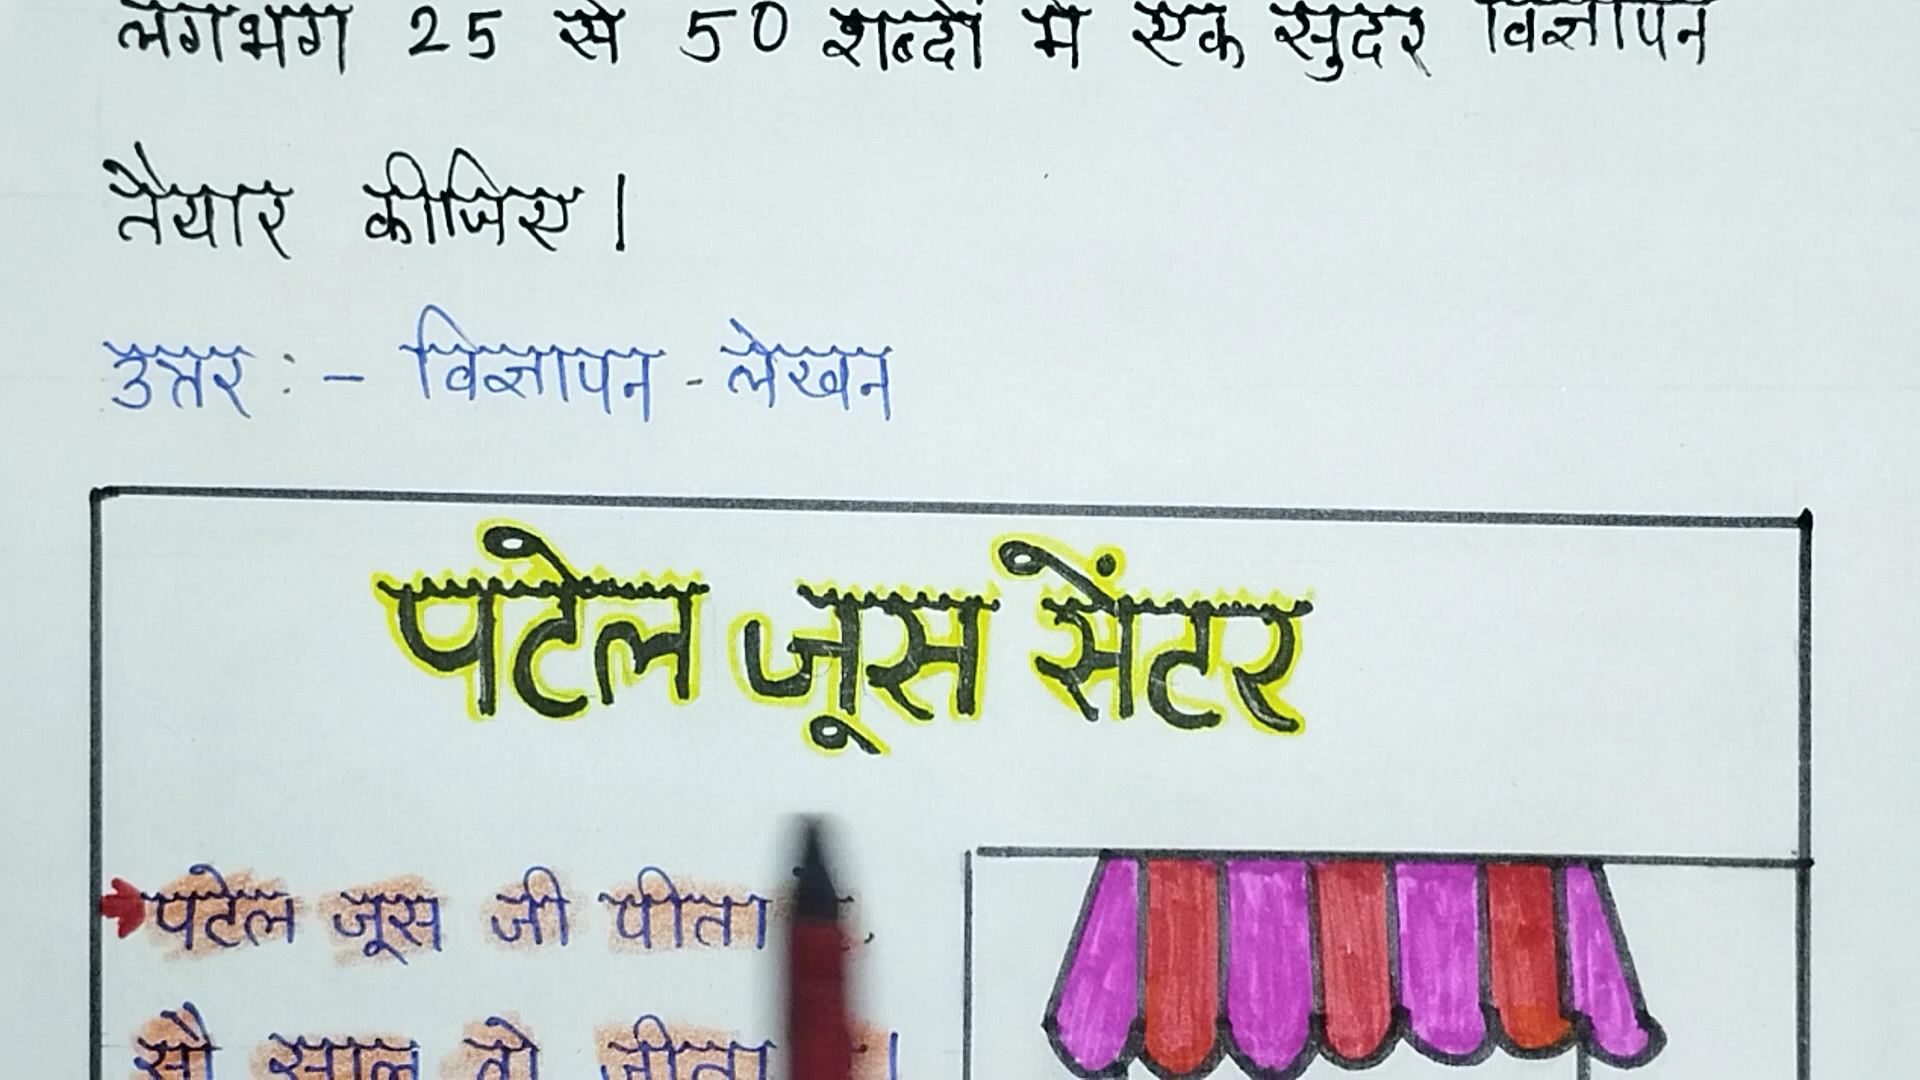 लगभग 25 से 50 शब्दों में एक सुंदर विज्ञापन
तैयार कीजिए।
उत्तर :- विज्ञापन - लेखन
पटेल जूस सेंटर
पटेल जूस जो पीता
सौ साल वो जीता ।